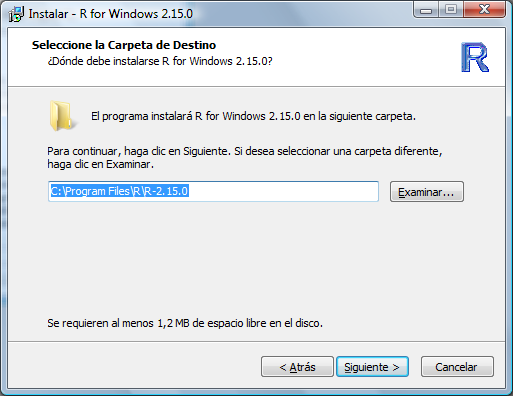 Instalar - R for Windows 2.15.0
Seleccione la Carpeta de Destino
¿Dónde debe instalarse R for Windows 2.15.0?
R
El programa instalará R for Windows 2.15.0 en la siguiente carpeta.
Para continuar, haga clic en Siguiente. Si desea seleccionar una carpeta diferente,
haga clic en Examinar.
C:\Program Files\R\R-2.15.0
Examinar...
Se requieren al menos 1,2 MB de espacio libre en el disco.
< Atrás
Siguiente >
Cancelar